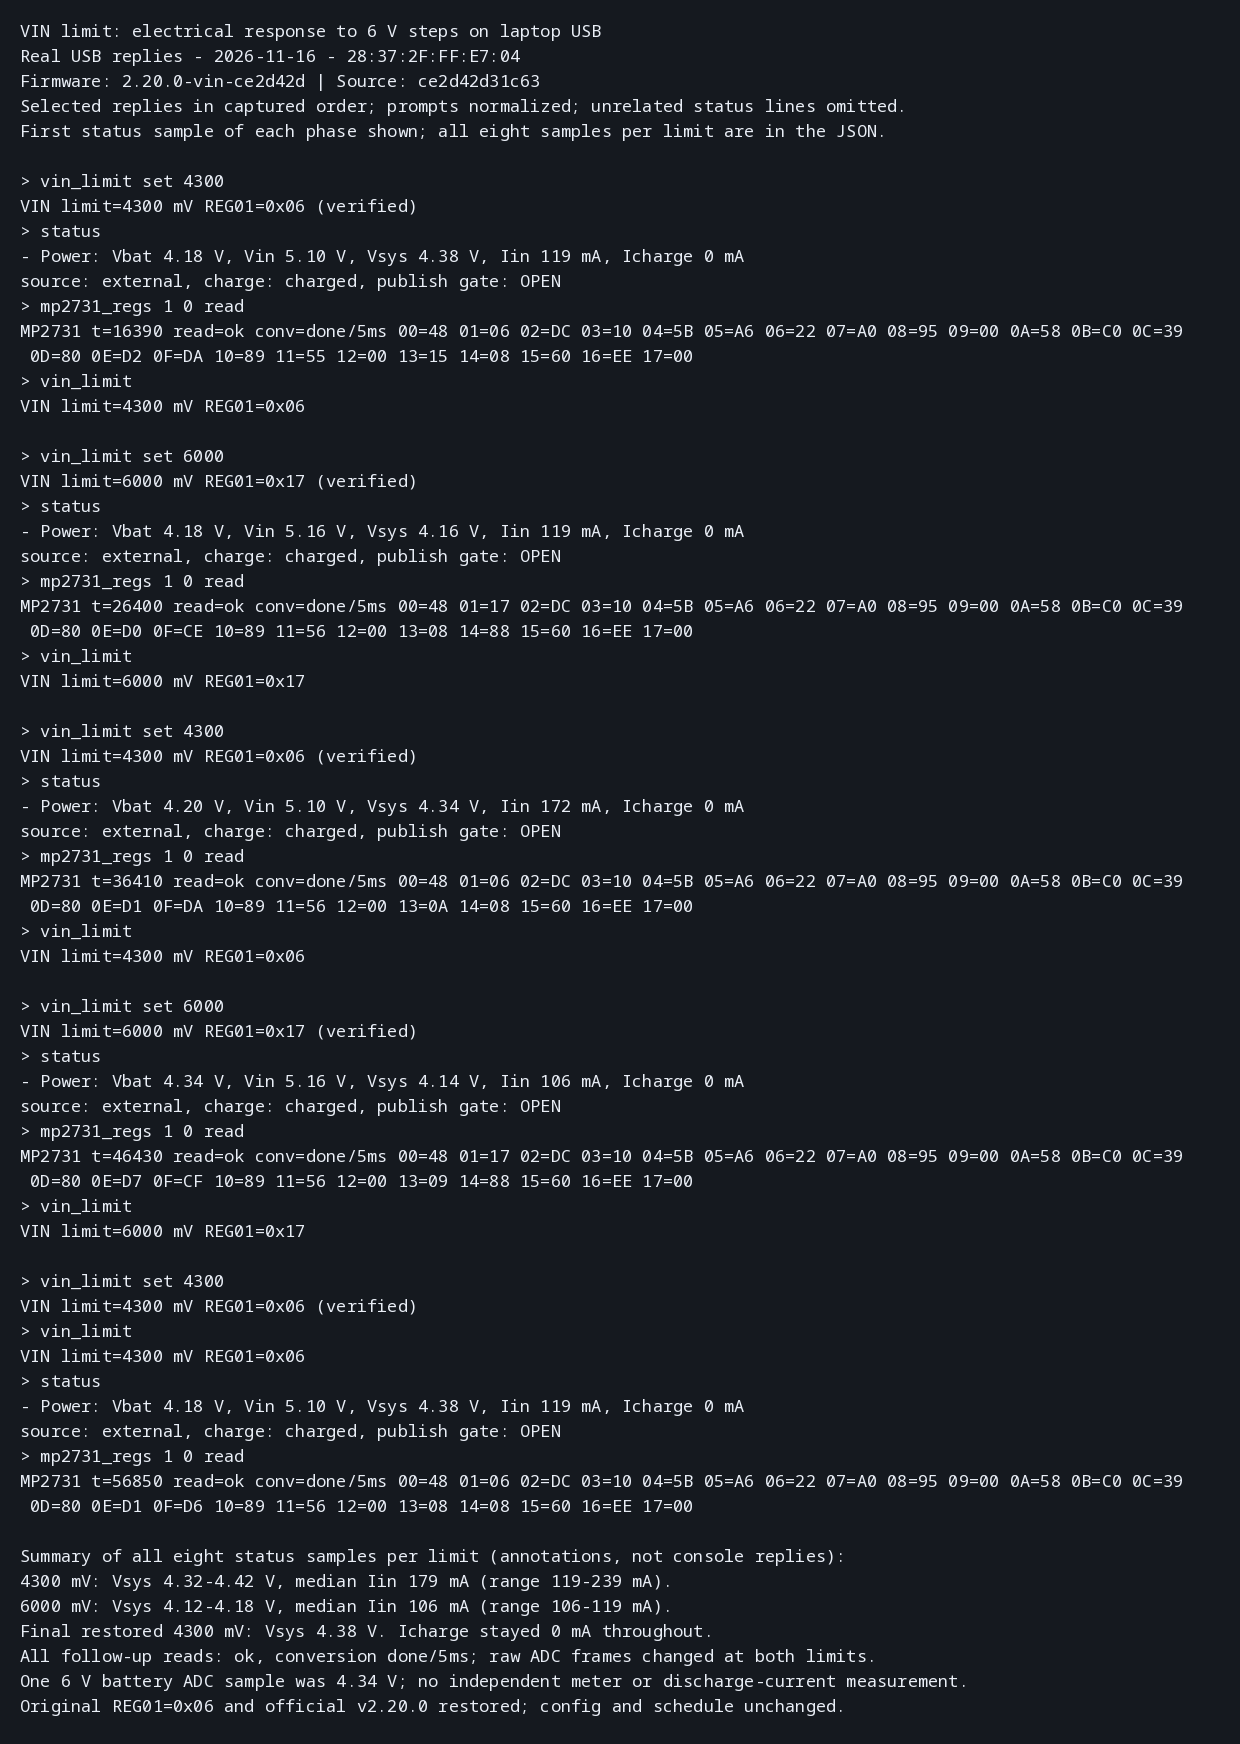 VIN limit: electrical response to 6 V steps on laptop USB
Real USB replies - 2026-11-16 - 28:37:2F:FF:E7:04
Firmware: 2.20.0-vin-ce2d42d | Source: ce2d42d31c63
Selected replies in captured order; prompts normalized; unrelated status lines omitted.
First status sample of each phase shown; all eight samples per limit are in the JSON.
> vin_limit set 4300
VIN limit=4300 mV REG01=0x06 (verified)
> status
- Power: Vbat 4.18 V, Vin 5.10 V, Vsys 4.38 V, Iin 119 mA, Icharge 0 mA
source: external, charge: charged, publish gate: OPEN
> mp2731_regs 1 0 read
MP2731 t=16390 read=ok conv=done/5ms 00=48 01=06 02=DC 03=10 04=5B 05=A6 06=22 07=A0 08=95 09=00 0A=58 0B=C0 0C=39
0D=80 0E=D2 0F=DA 10=89 11=55 12=00 13=15 14=08 15=60 16=EE 17=00
> vin_limit
VIN limit=4300 mV REG01=0x06
> vin_limit set 6000
VIN limit=6000 mV REG01=0x17 (verified)
> status
- Power: Vbat 4.18 V, Vin 5.16 V, Vsys 4.16 V, Iin 119 mA, Icharge 0 mA
source: external, charge: charged, publish gate: OPEN
> mp2731_regs 1 0 read
MP2731 t=26400 read=ok conv=done/5ms 00=48 01=17 02=DC 03=10 04=5B 05=A6 06=22 07=A0 08=95 09=00 0A=58 0B=C0 0C=39
0D=80 0E=D0 0F=CE 10=89 11=56 12=00 13=08 14=88 15=60 16=EE 17=00
> vin_limit
VIN limit=6000 mV REG01=0x17
> vin_limit set 4300
VIN limit=4300 mV REG01=0x06 (verified)
> status
- Power: Vbat 4.20 V, Vin 5.10 V, Vsys 4.34 V, Iin 172 mA, Icharge 0 mA
source: external, charge: charged, publish gate: OPEN
> mp2731_regs 1 0 read
MP2731 t=36410 read=ok conv=done/5ms 00=48 01=06 02=DC 03=10 04=5B 05=A6 06=22 07=A0 08=95 09=00 0A=58 0B=C0 0C=39
0D=80 0E=D1 0F=DA 10=89 11=56 12=00 13=0A 14=08 15=60 16=EE 17=00
> vin_limit
VIN limit=4300 mV REG01=0x06
> vin_limit set 6000
VIN limit=6000 mV REG01=0x17 (verified)
> status
- Power: Vbat 4.34 V, Vin 5.16 V, Vsys 4.14 V, Iin 106 mA, Icharge 0 mA
source: external, charge: charged, publish gate: OPEN
> mp2731_regs 1 0 read
MP2731 t=46430 read=ok conv=done/5ms 00=48 01=17 02=DC 03=10 04=5B 05=A6 06=22 07=A0 08=95 09=00 0A=58 0B=C0 0C=39
0D=80 0E=D7 0F=CF 10=89 11=56 12=00 13=09 14=88 15=60 16=EE 17=00
> vin_limit
VIN limit=6000 mV REG01=0x17
> vin_limit set 4300
VIN limit=4300 mV REG01=0x06 (verified)
> vin_limit
VIN limit=4300 mV REG01=0x06
> status
- Power: Vbat 4.18 V, Vin 5.10 V, Vsys 4.38 V, Iin 119 mA, Icharge 0 mA
source: external, charge: charged, publish gate: OPEN
> mp2731_regs 1 0 read
MP2731 t=56850 read=ok conv=done/5ms 00=48 01=06 02=DC 03=10 04=5B 05=A6 06=22 07=A0 08=95 09=00 0A=58 0B=C0 0C=39
0D=80 0E=D1 0F=D6 10=89 11=56 12=00 13=08 14=08 15=60 16=EE 17=00
Summary of all eight status samples per limit (annotations, not console replies):
4300 mV: Vsys 4.32-4.42 V, median Iin 179 mA (range 119-239 mA).
6000 mV: Vsys 4.12-4.18 V, median Iin 106 mA (range 106-119 mA).
Final restored 4300 mV: Vsys 4.38 V. Icharge stayed 0 mA throughout.
All follow-up reads: ok, conversion done/5ms; raw ADC frames changed at both limits.
One 6 V battery ADC sample was 4.34 V; no independent meter or discharge-current measurement.
Original REG01=0x06 and official v2.20.0 restored; config and schedule unchanged.